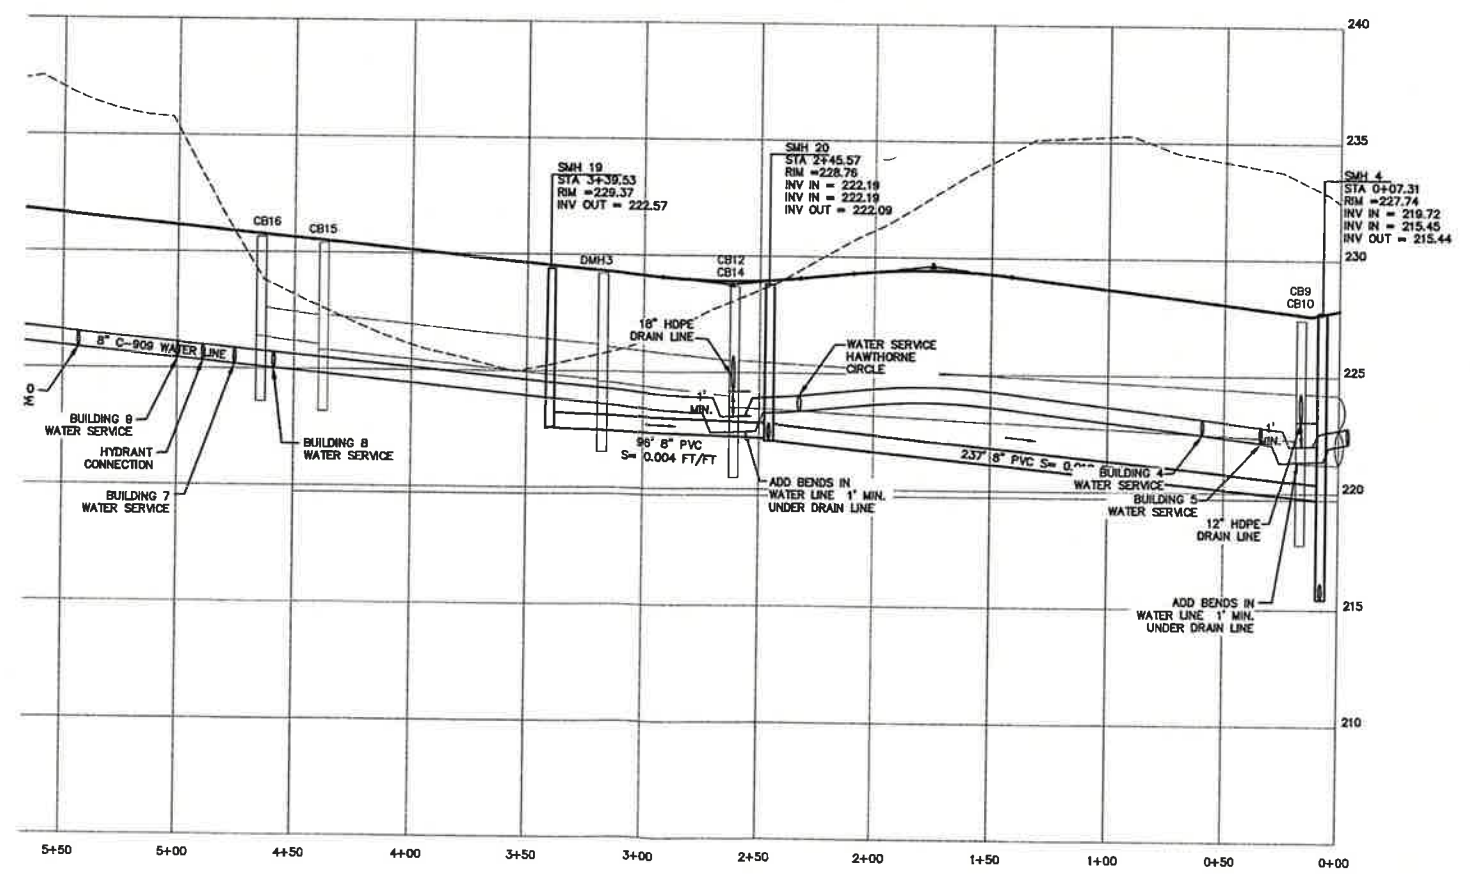 240
235
SMH 19
STA 3+39.53
RIM =229.37
INV OUT = 222.57
SMH 20
STA 2+45.57
RIM =228.76
INV IN = 222.19
INV IN = 222.19
INV OUT = 222.09
SMH 4
STA 0+07.31
RIM =227.74
INV IN = 219.72
INV IN = 215.45
INV OUT = 215.44
CB16
CB15
DMH3
CB12
CB14
230
CB9
CB10
18" HDPE
DRAIN LINE
WATER SERVICE
HAWTHORNE
CIRCLE
8" C-909 WATER LINE
225
1'
MIN.
BUILDING 9
WATER SERVICE
HYDRANT
CONNECTION
BUILDING 7
WATER SERVICE
BUILDING 8
WATER SERVICE
96' 8" PVC
S= 0.004 FT/FT
237' 8" PVC S=
1'
MIN.
BUILDING 4
WATER SERVICE
BUILDING 5
WATER SERVICE
ADD BENDS IN
WATER LINE 1' MIN.
UNDER DRAIN LINE
220
12" HDPE
DRAIN LINE
ADD BENDS IN
WATER LINE 1' MIN.
UNDER DRAIN LINE
215
210
5+50
5+00
4+50
4+00
3+50
3+00
2+50
2+00
1+50
1+00
0+50
0+00